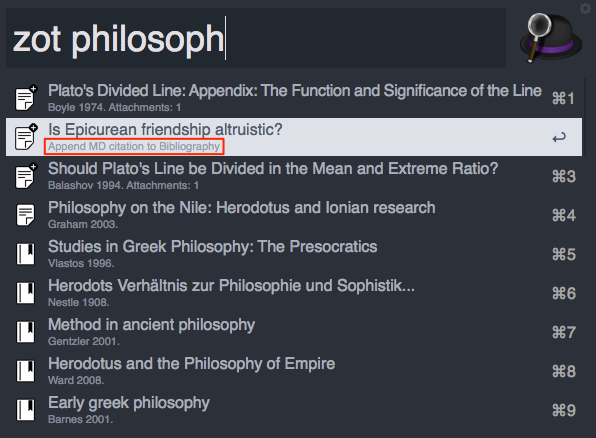 zot philosoph
Plato's Divided Line: Appendix: The Function and Significance of the Line
Boyle 1974. Attachments: 1
⌘1
Is Epicurean friendship altruistic?
Append MD citation to Bibliography
↩
Should Plato's Line be Divided in the Mean and Extreme Ratio?
Balashov 1994. Attachments: 1
⌘3
Philosophy on the Nile: Herodotus and Ionian research
Graham 2003.
⌘4
Studies in Greek Philosophy: The Presocratics
Vlastos 1996.
⌘5
Herodots Verhältnis zur Philosophie und Sophistik...
Nestle 1908.
⌘6
Method in ancient philosophy
Gentzler 2001.
⌘7
Herodotus and the Philosophy of Empire
Ward 2008.
⌘8
Early greek philosophy
Barnes 2001.
⌘9